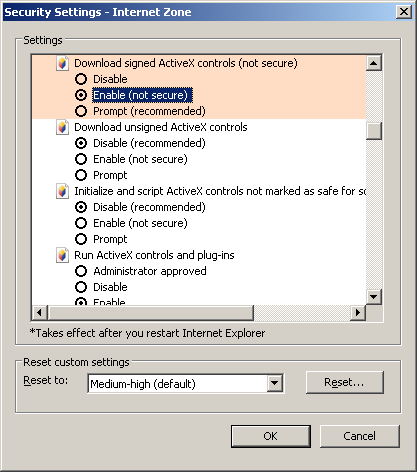 Security Settings - Internet Zone
Settings
Download signed ActiveX controls (not secure)
Disable
Enable (not secure)
Prompt (recommended)
Download unsigned ActiveX controls
Disable (recommended)
Enable (not secure)
Prompt
Initialize and script ActiveX controls not marked as safe for
Disable (recommended)
Enable (not secure)
Prompt
Run ActiveX controls and plug-ins
Administrator approved
Disable
Enable
*Takes effect after you restart Internet Explorer
Reset custom settings
Reset to: Medium-high (default) Reset...
OK Cancel